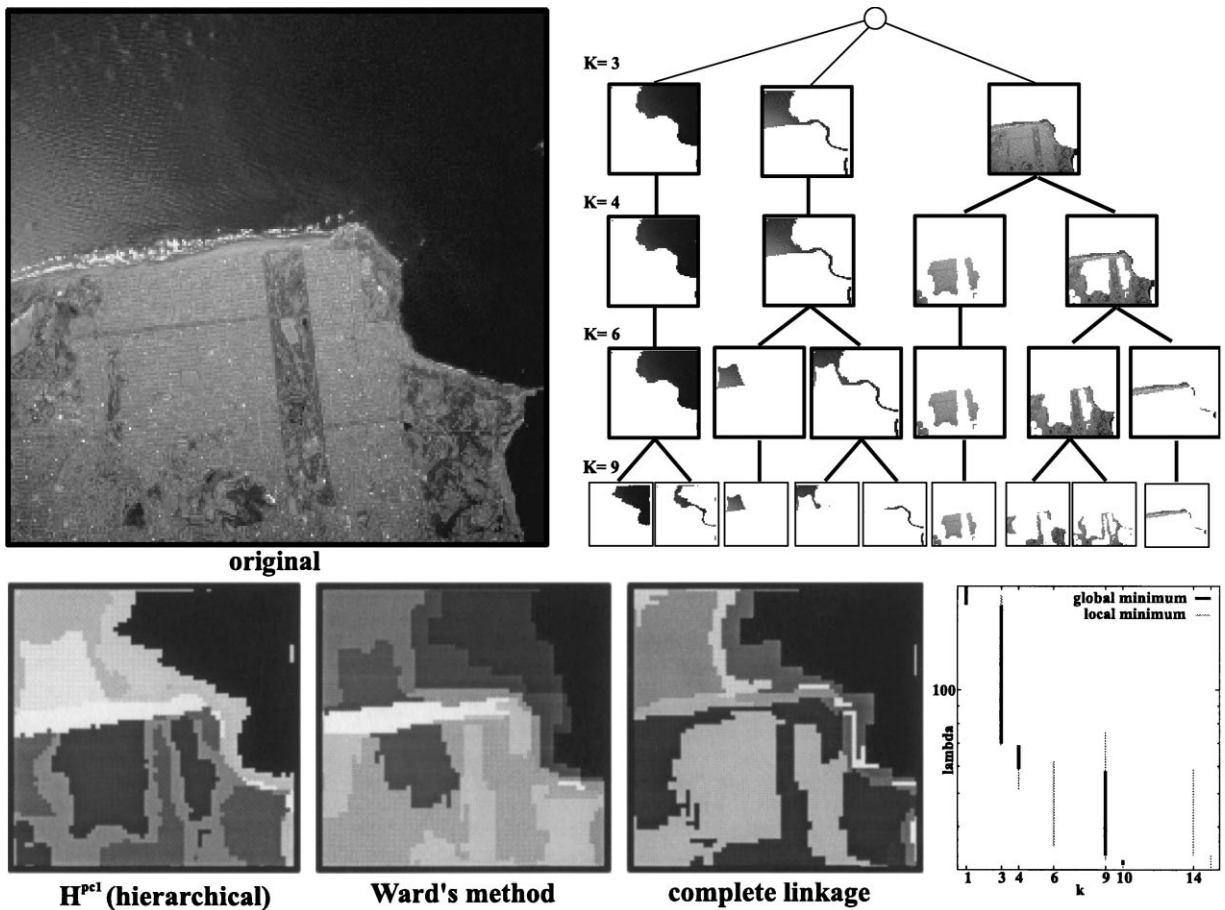 K= 3
K= 4
K= 6
K= 9
original
global minimum
local minimum
100
lambda
1 3 4 6 9 10 14
k
H^pc1 (hierarchical)
Ward's method
complete linkage